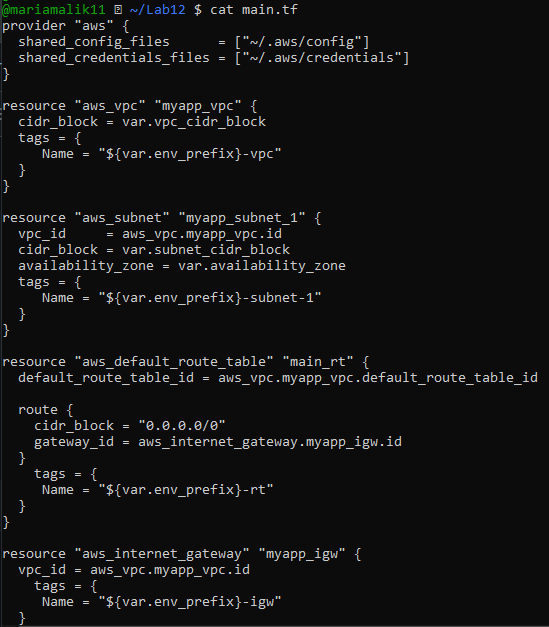 @mariamalik11 ~/Lab12 $ cat main.tf
provider "aws" {
  shared_config_files      = ["~/.aws/config"]
  shared_credentials_files = ["~/.aws/credentials"]
}

resource "aws_vpc" "myapp_vpc" {
  cidr_block = var.vpc_cidr_block
  tags = {
     Name = "${var.env_prefix}-vpc"
  }
}

resource "aws_subnet" "myapp_subnet_1" {
  vpc_id     = aws_vpc.myapp_vpc.id
  cidr_block = var.subnet_cidr_block
  availability_zone = var.availability_zone
  tags = {
     Name = "${var.env_prefix}-subnet-1"
  }
}

resource "aws_default_route_table" "main_rt" {
  default_route_table_id = aws_vpc.myapp_vpc.default_route_table_id

  route {
    cidr_block = "0.0.0.0/0"
    gateway_id = aws_internet_gateway.myapp_igw.id
  }
    tags = {
     Name = "${var.env_prefix}-rt"
  }
}

resource "aws_internet_gateway" "myapp_igw" {
  vpc_id = aws_vpc.myapp_vpc.id
    tags = {
     Name = "${var.env_prefix}-igw"
  }